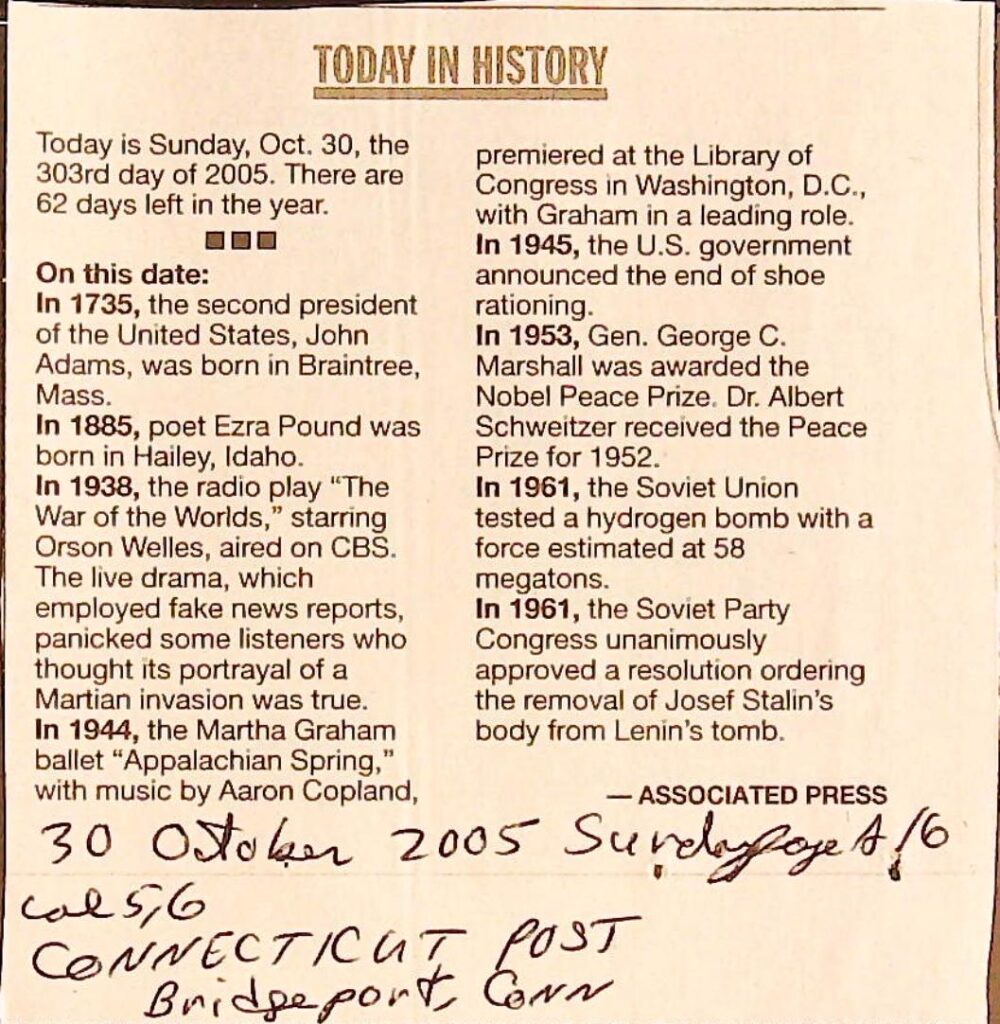 TODAY IN HISTORY
Today is Sunday, Oct. 30, the
303rd day of 2005. There are
62 days left in the year.
On this date:
In 1735, the second president
of the United States, John
Adams, was born in Braintree,
Mass.
In 1885, poet Ezra Pound was
born in Hailey, Idaho.
In 1938, the radio play “The
War of the Worlds,” starring
Orson Welles, aired on CBS.
The live drama, which
employed fake news reports,
panicked some listeners who
thought its portrayal of a
Martian invasion was true.
In 1944, the Martha Graham
ballet “Appalachian Spring,”
with music by Aaron Copland,
premiered at the Library of
Congress in Washington, D.C.,
with Graham in a leading role.
In 1945, the U.S. government
announced the end of shoe
rationing.
In 1953, Gen. George C.
Marshall was awarded the
Nobel Peace Prize. Dr. Albert
Schweitzer received the Peace
Prize for 1952.
In 1961, the Soviet Union
tested a hydrogen bomb with a
force estimated at 58
megatons.
In 1961, the Soviet Party
Congress unanimously
approved a resolution ordering
the removal of Josef Stalin’s
body from Lenin’s tomb.
— ASSOCIATED PRESS
30 October 2005 Sunday page A16
col 5,6
CONNECTICUT POST
Bridgeport, Conn